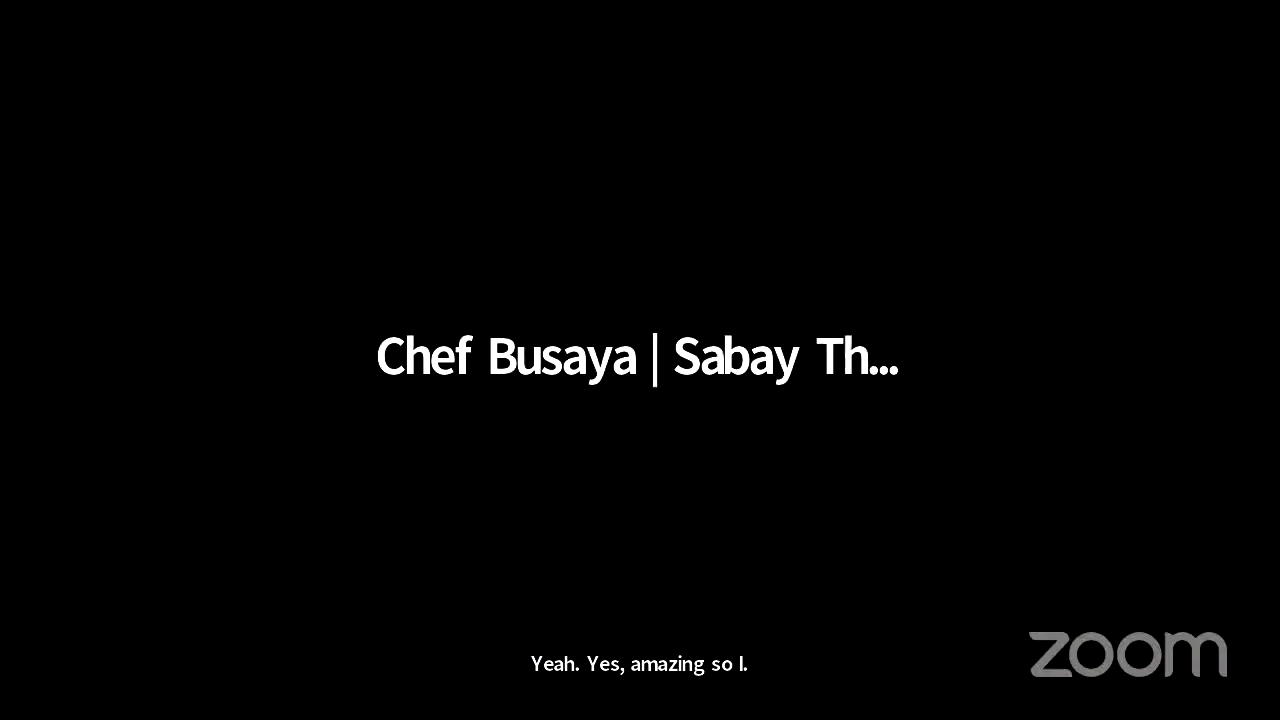 Chef Busaya | Sabay Th...
Yeah. Yes, amazing so I.
zoom